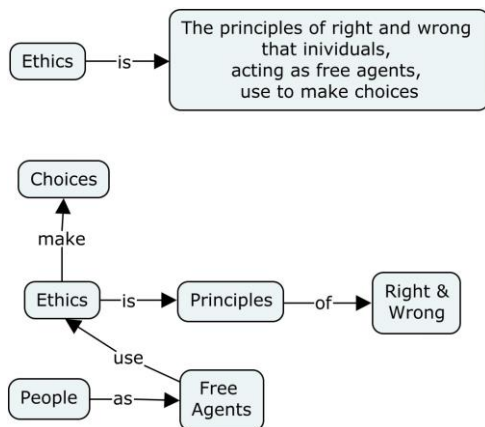 The principles of right and wrong
that inividuals,
Ethics is acting as free agents,
use to make choices
Choices
make
Ethics is Principles of Right &
Wrong
use
People as Free
Agents